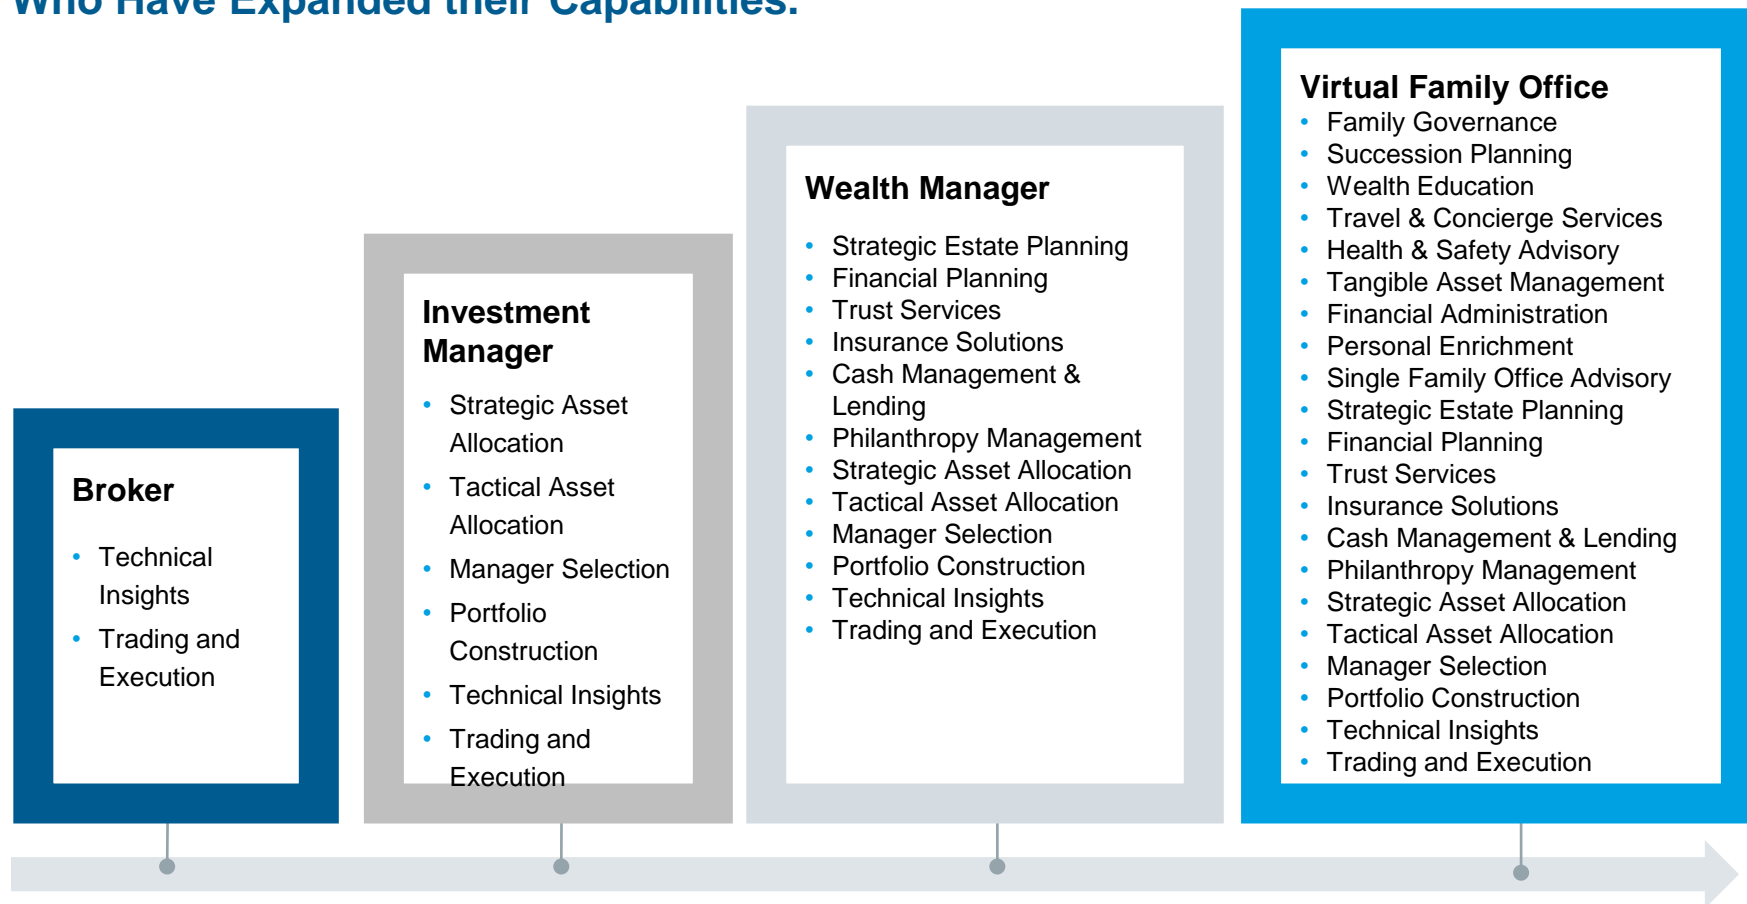 Who Have Expanded their Capabilities.
Broker
• Technical
Insights
• Trading and
Execution
Investment
Manager
• Strategic Asset
Allocation
• Tactical Asset
Allocation
• Manager Selection
• Portfolio
Construction
• Technical Insights
• Trading and
Execution
Wealth Manager
• Strategic Estate Planning
• Financial Planning
• Trust Services
• Insurance Solutions
• Cash Management &
Lending
• Philanthropy Management
• Strategic Asset Allocation
• Tactical Asset Allocation
• Manager Selection
• Portfolio Construction
• Technical Insights
• Trading and Execution
Virtual Family Office
• Family Governance
• Succession Planning
• Wealth Education
• Travel & Concierge Services
• Health & Safety Advisory
• Tangible Asset Management
• Financial Administration
• Personal Enrichment
• Single Family Office Advisory
• Strategic Estate Planning
• Financial Planning
• Trust Services
• Insurance Solutions
• Cash Management & Lending
• Philanthropy Management
• Strategic Asset Allocation
• Tactical Asset Allocation
• Manager Selection
• Portfolio Construction
• Technical Insights
• Trading and Execution